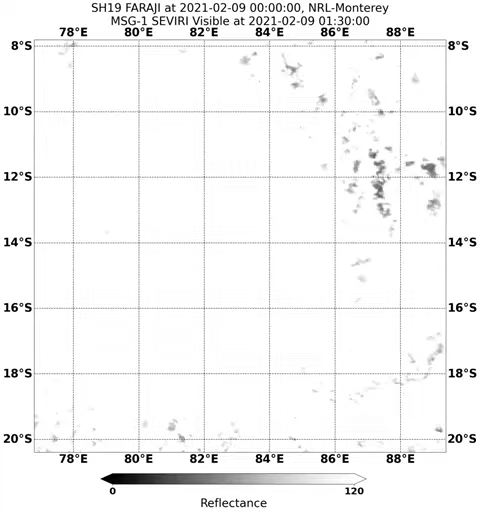 SH19 FARAJI at 2021-02-09 00:00:00, NRL-Monterey
MSG-1 SEVIRI Visible at 2021-02-09 01:30:00
78°E 80°E 82°E 84°E 86°E 88°E
8°S 8°S
10°S 10°S
12°S 12°S
14°S 14°S
16°S 16°S
18°S 18°S
20°S 20°S
78°E 80°E 82°E 84°E 86°E 88°E
0 120
Reflectance